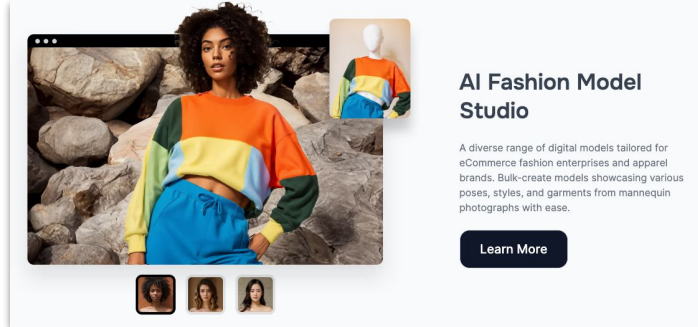 AI Fashion Model
Studio
A diverse range of digital models tailored for
eCommerce fashion enterprises and apparel
brands. Bulk-create models showcasing various
poses, styles, and garments from mannequin
photographs with ease.
Learn More